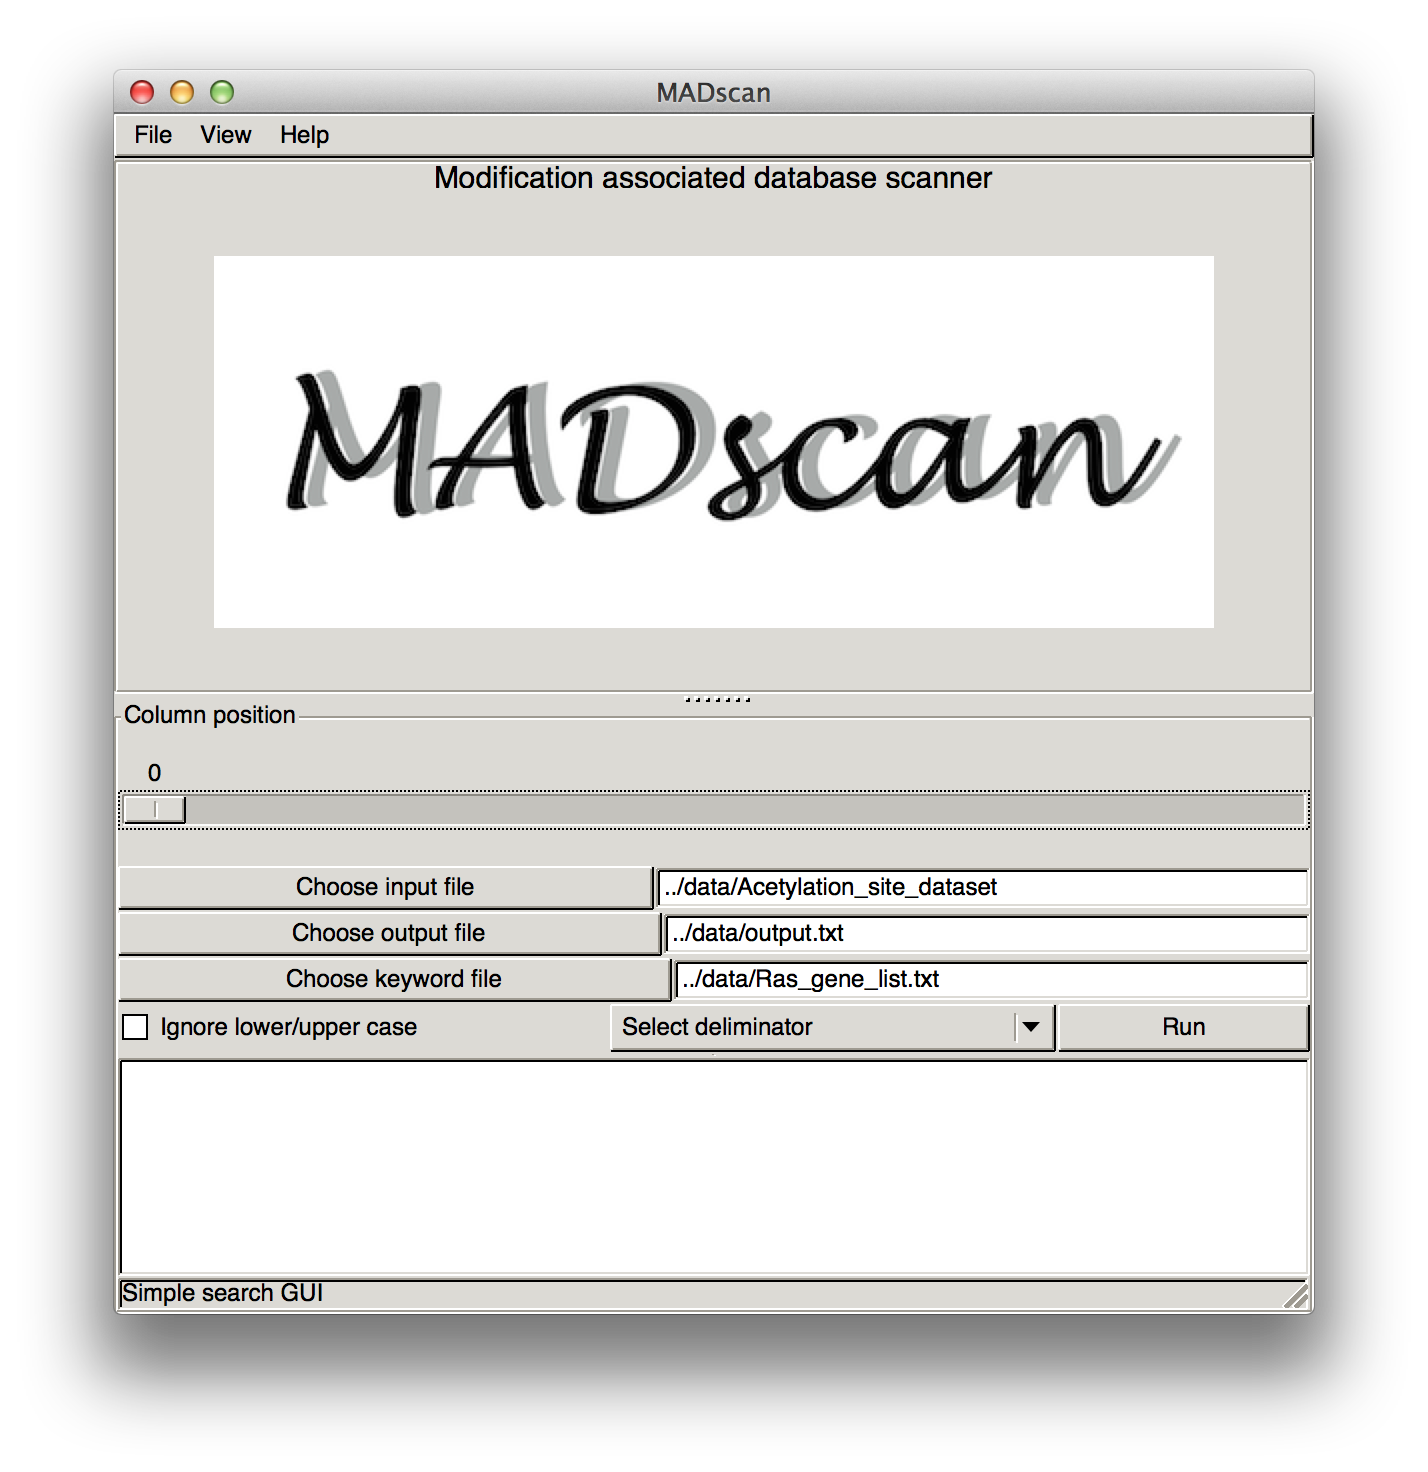 MADscan
File View Help
Modification associated database scanner
MADscan
Column position
0
Choose input file ../data/Acetylation_site_dataset
Choose output file ../data/output.txt
Choose keyword file ../data/Ras_gene_list.txt
Ignore lower/upper case Select deliminator Run
Simple search GUI